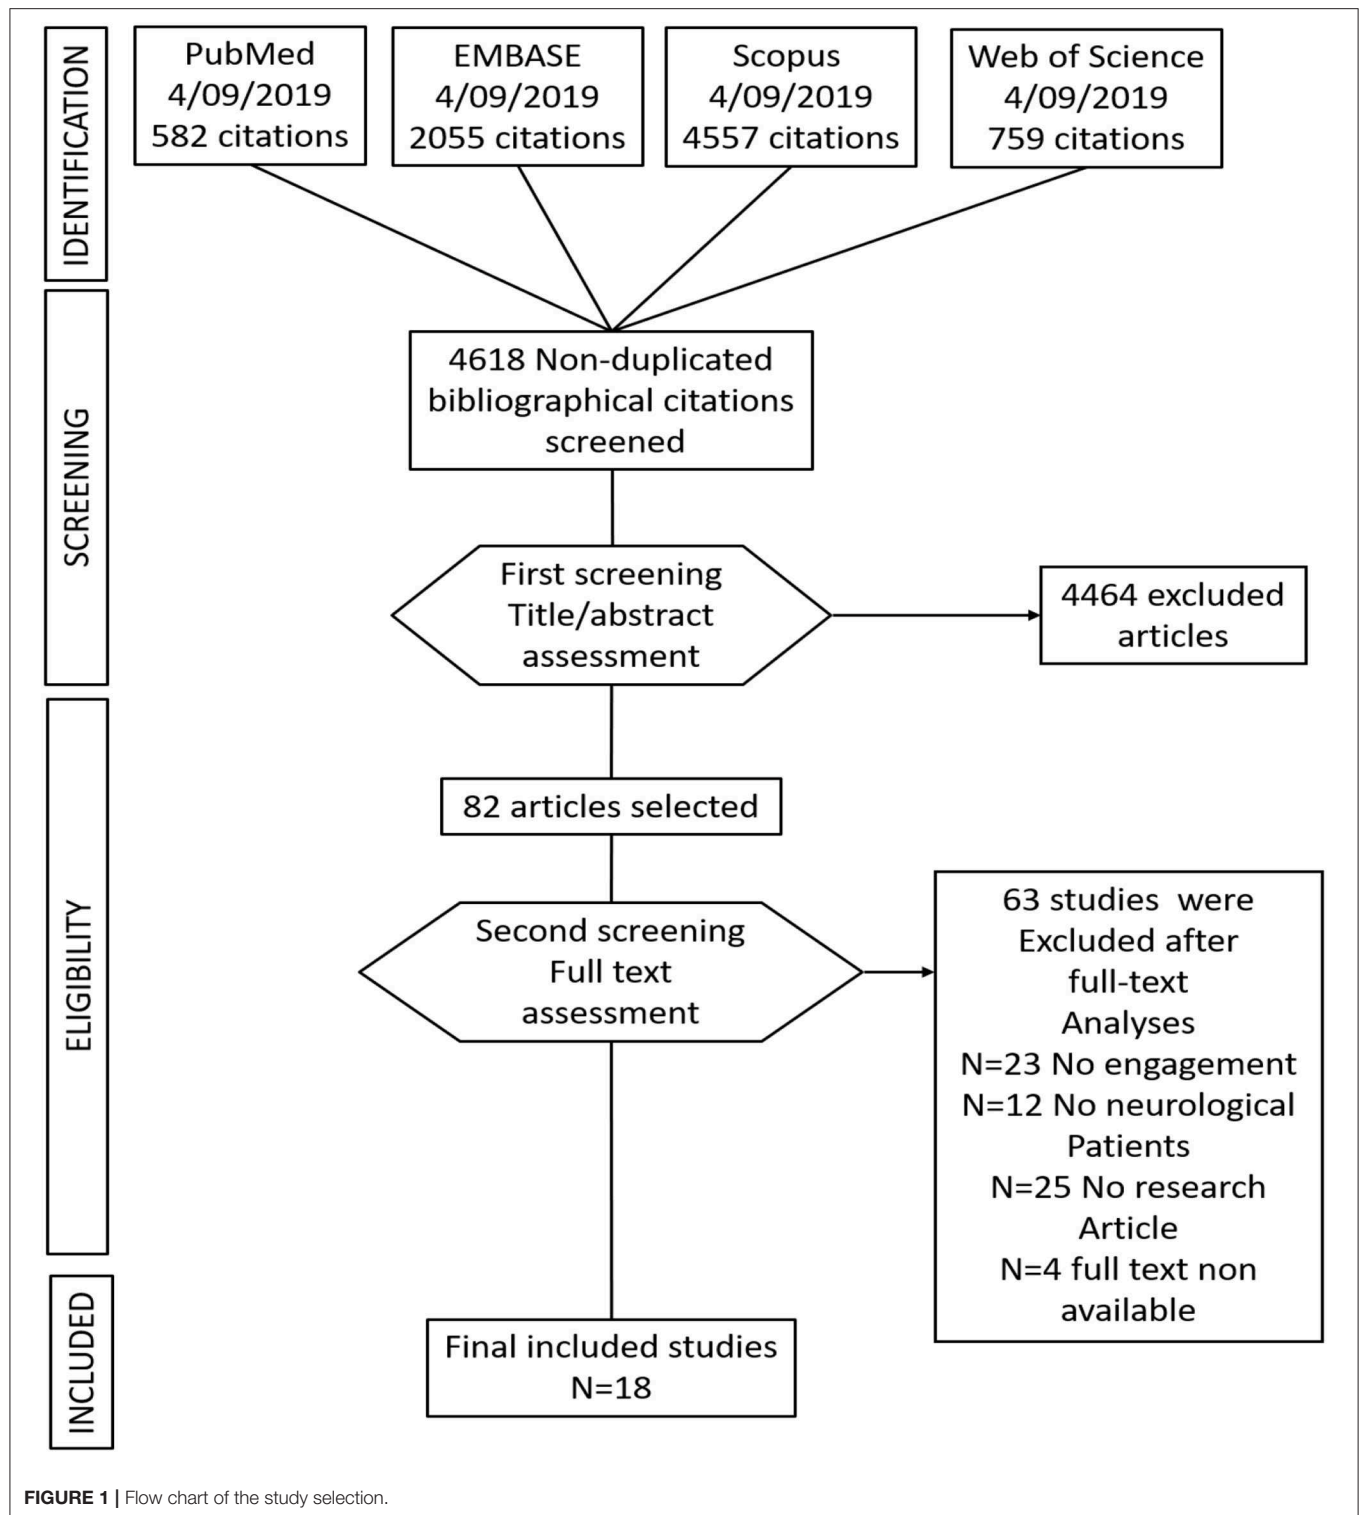 IDENTIFICATION
PubMed
4/09/2019
582 citations
EMBASE
4/09/2019
2055 citations
Scopus
4/09/2019
4557 citations
Web of Science
4/09/2019
759 citations
SCREENING
4618 Non-duplicated
bibliographical citations
screened
First screening
Title/abstract
assessment
4464 excluded
articles
ELIGIBILITY
82 articles selected
Second screening
Full text
assessment
63 studies were
Excluded after
full-text
Analyses
N=23 No engagement
N=12 No neurological
Patients
N=25 No research
Article
N=4 full text non
available
INCLUDED
Final included studies
N=18
FIGURE 1 | Flow chart of the study selection.